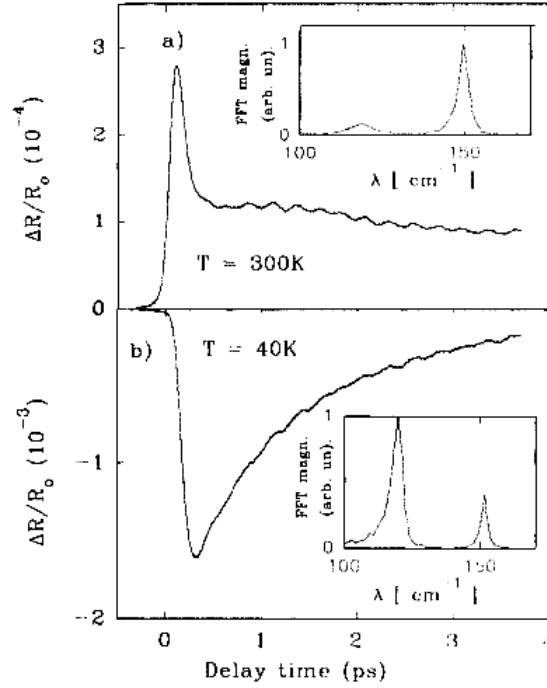 a)
3
2
1
0
ΔR/R₀ (10⁻⁴)
T = 300K
FFT magn.
(arb. un).
1
0
100
150
λ [ cm⁻¹ ]
b)
T = 40K
-1
-2
ΔR/R₀ (10⁻³)
FFT magn.
(arb. un).
1
0
100
150
λ [ cm⁻¹ ]
0
1
2
3
4
Delay time (ps)